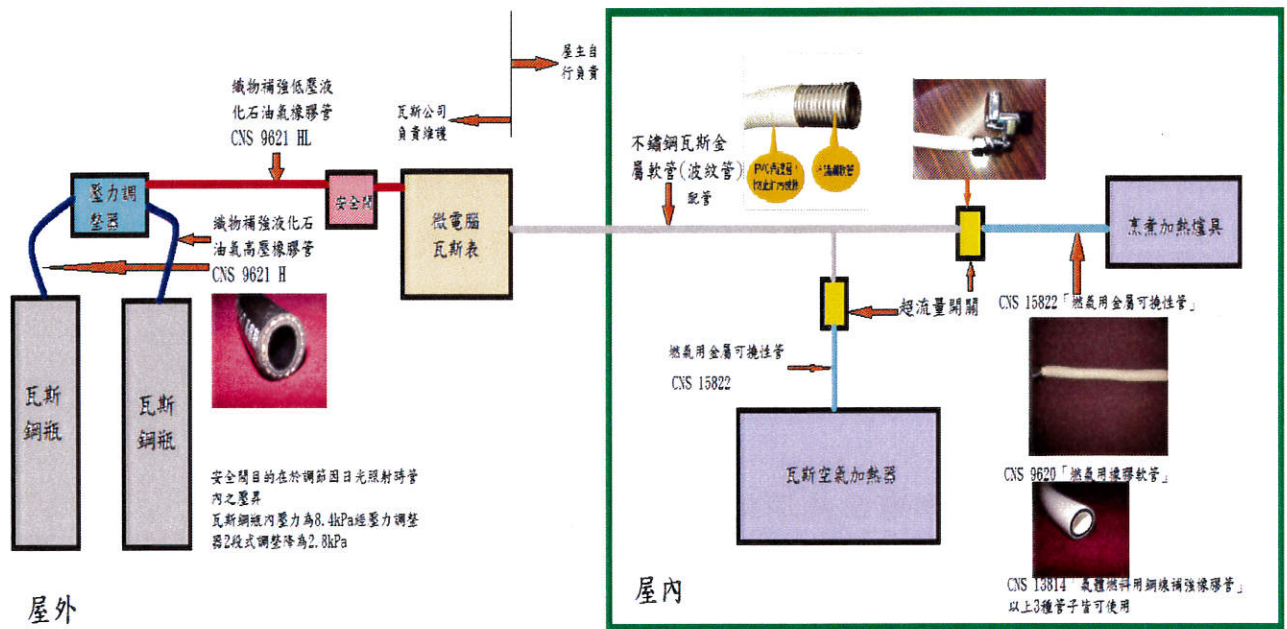 屋主自
行負責
瓦斯公司
負責維護
織物補強低壓液
化石油氣橡膠管
CNS 9621 HL
壓力調
整器
安全閥
微電腦
瓦斯表
織物補強液化石
油氣高壓橡膠管
CNS 9621 H
瓦斯
鋼瓶
瓦斯
鋼瓶
安全閥目的在於調節因日光照射時管
內之壓昇
瓦斯鋼瓶內壓力為8.4kPa經壓力調整
器2段式調整降為2.8kPa
屋外
不鏽鋼瓦斯金
屬軟管(波紋管)
配管
烹煮加熱爐具
超流量開關
CNS 15822「燃氣用金屬可撓性管」
燃氣用金屬可撓性管
CNS 15822
瓦斯空氣加熱器
CNS 9620「燃氣用橡膠軟管」
CNS 13814「氣體燃料用鋼線補強橡膠管」
以上3種管子皆可使用
屋內